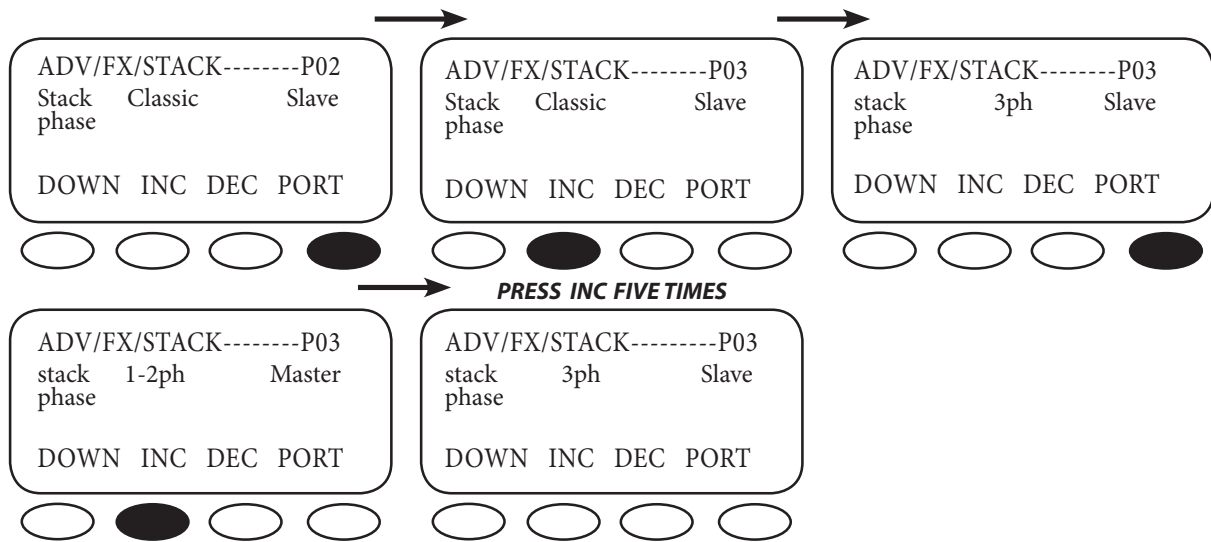 ADV/FX/STACK--------P02
Stack Classic Slave
phase
DOWN INC DEC PORT
ADV/FX/STACK--------P03
Stack Classic Slave
phase
DOWN INC DEC PORT
ADV/FX/STACK--------P03
stack 3ph Slave
phase
DOWN INC DEC PORT
PRESS INC FIVE TIMES
ADV/FX/STACK--------P03
stack 1-2ph Master
phase
DOWN INC DEC PORT
ADV/FX/STACK---------P03
stack 3ph Slave
phase
DOWN INC DEC PORT